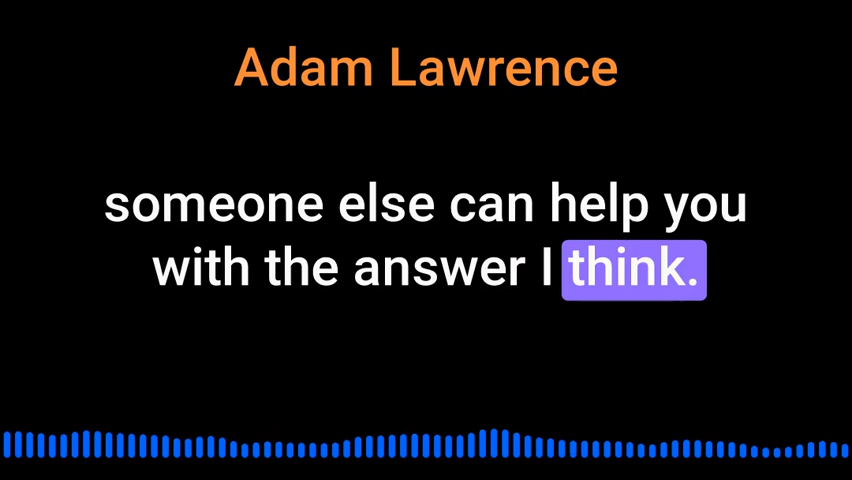 Adam Lawrence
someone else can help you
with the answer I think.